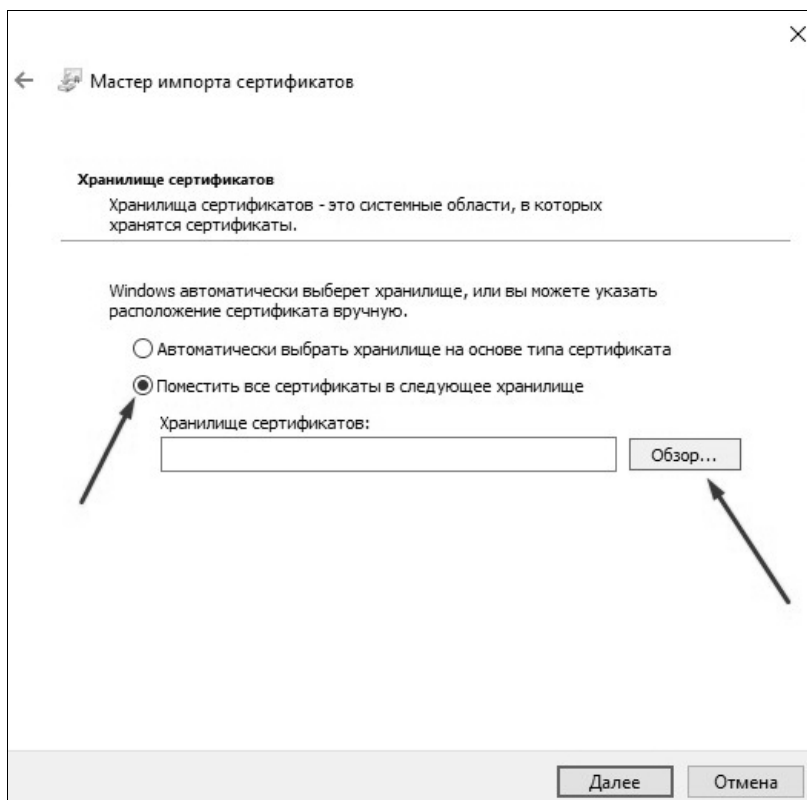 Мастер импорта сертификатов
Хранилище сертификатов
Хранилища сертификатов - это системные области, в которых
хранятся сертификаты.
Windows автоматически выберет хранилище, или вы можете указать
расположение сертификата вручную.
Автоматически выбрать хранилище на основе типа сертификата
Поместить все сертификаты в следующее хранилище
Хранилище сертификатов:
Обзор...
Далее
Отмена